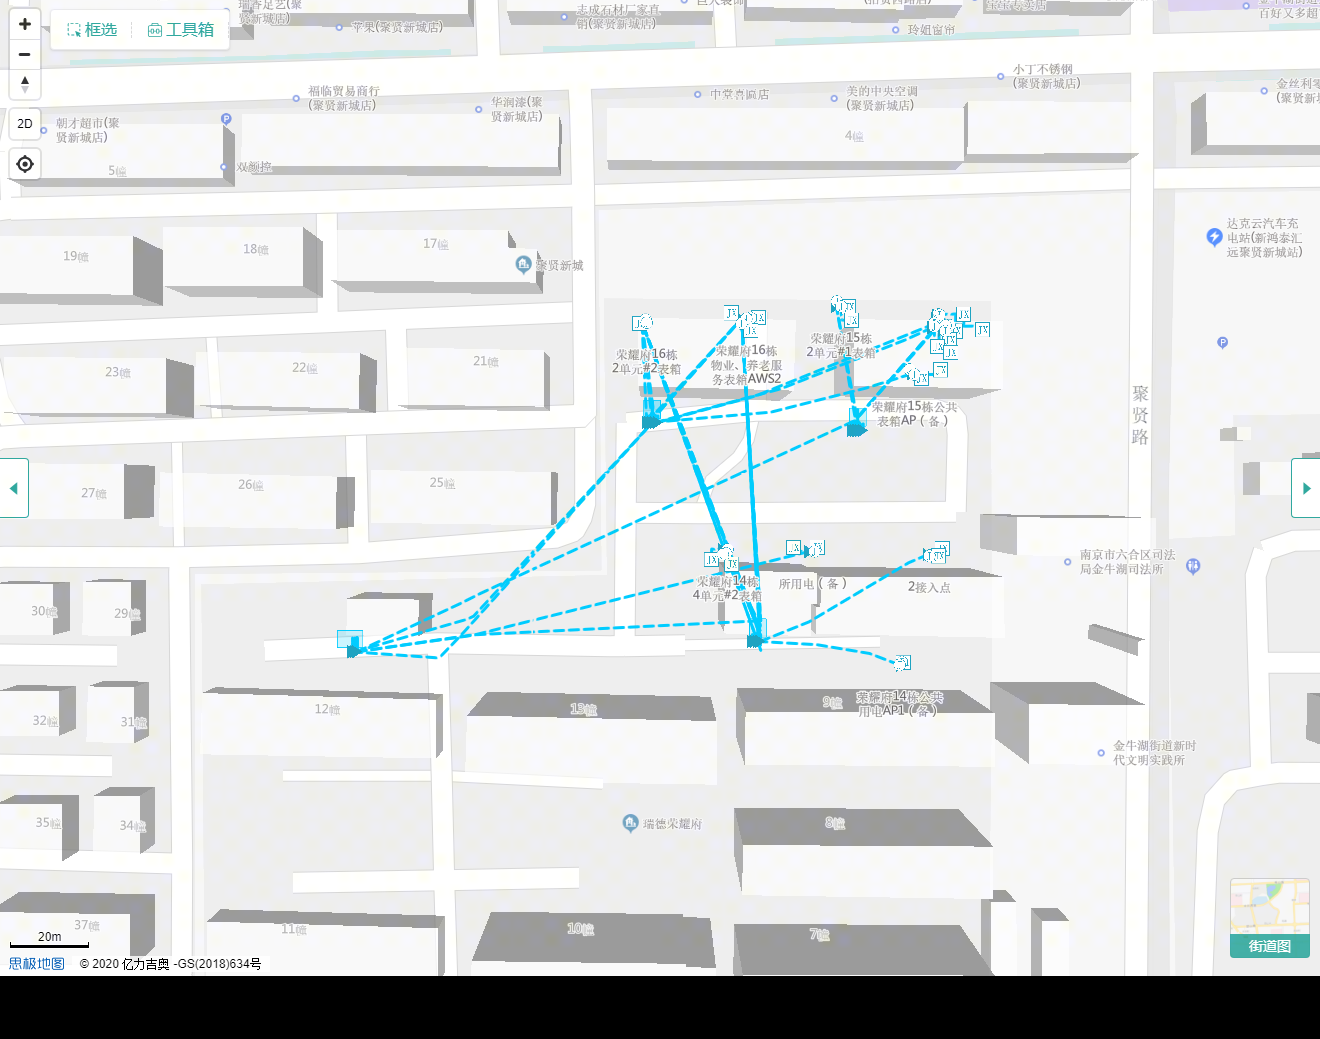 框选
工具箱
2D
苹果(聚贤新城店)
志成石材厂家直
销(聚贤新城店)
玲姐窗帘
小丁不锈钢
(聚贤新城店)
百好又多超
金丝利零
(聚贤新
福临贸易商行
(聚贤新城店)
华润漆(聚
贤新城店)
中堂喜匾店
美的中央空调
(聚贤新城店)
朝才超市(聚
贤新城店)
双颜控
5幢
4幢
19幢
18幢
17幢
聚贤新城
达克云汽车充
电站(新鸿泰汇
远聚贤新城站)
23幢
22幢
21幢
荣耀府16栋
2单元#2表箱
荣耀府16栋
物业、养老服
务表箱AWS2
荣耀府15栋
2单元#1表箱
荣耀府15栋公共
表箱AP（备）
聚贤路
27幢
26幢
25幢
南京市六合区司法
局金牛湖司法所
荣耀府14栋
4单元#2表箱
所用电（备）
2接入点
30幢
29幢
32幢
31幢
12幢
13幢
9幢
荣耀府14栋公共
用电AP1（备）
金牛湖街道新时
代文明实践所
35幢
34幢
瑞德荣耀府
8幢
37幢
11幢
10幢
7幢
20m
街道图
思极地图 © 2020 亿力吉奥 -GS(2018)634号